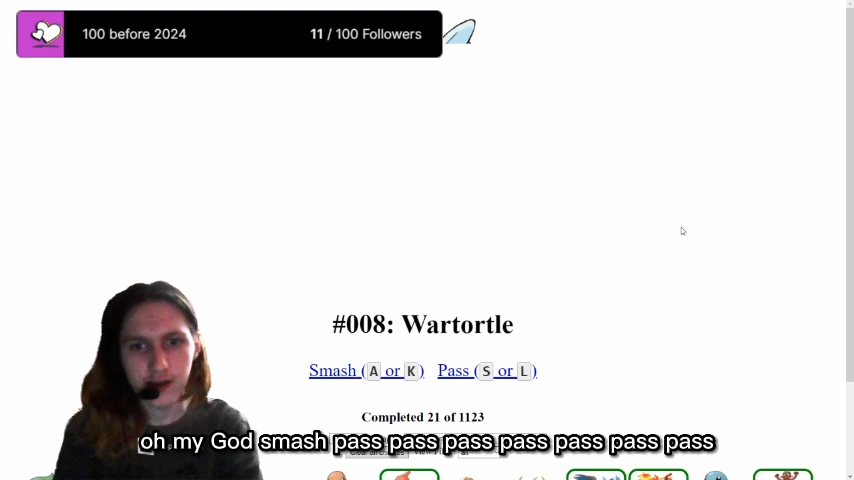 100 before 2024
11 / 100 Followers
#008: Wartortle
Smash (A or K) Pass (S or L)
Completed 21 of 1123
oh my God smash pass pass pass pass pass pass pass